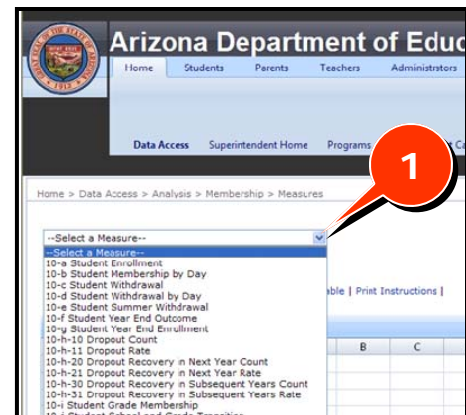 Arizona Department of Educ
Home Students Parents Teachers Administrators
Data Access Superintendent Home Programs
1
Home > Data Access > Analysis > Membership > Measures
--Select a Measure--
--Select a Measure--
10-a Student Enrollment
10-b Student Membership by Day
10-c Student Withdrawal
10-d Student Withdrawal by Day
10-e Student Summer Withdrawal
10-f Student Year End Outcome
10-g Student Year End Enrollment
10-h-10 Dropout Count
10-h-11 Dropout Rate
10-h-20 Dropout Recovery in Next Year Count
10-h-21 Dropout Recovery in Next Year Rate
10-h-30 Dropout Recovery in Subsequent Years Count
10-h-31 Dropout Recovery in Subsequent Years Rate
10-i Student Grade Membership
able | Print Instructions |
B C